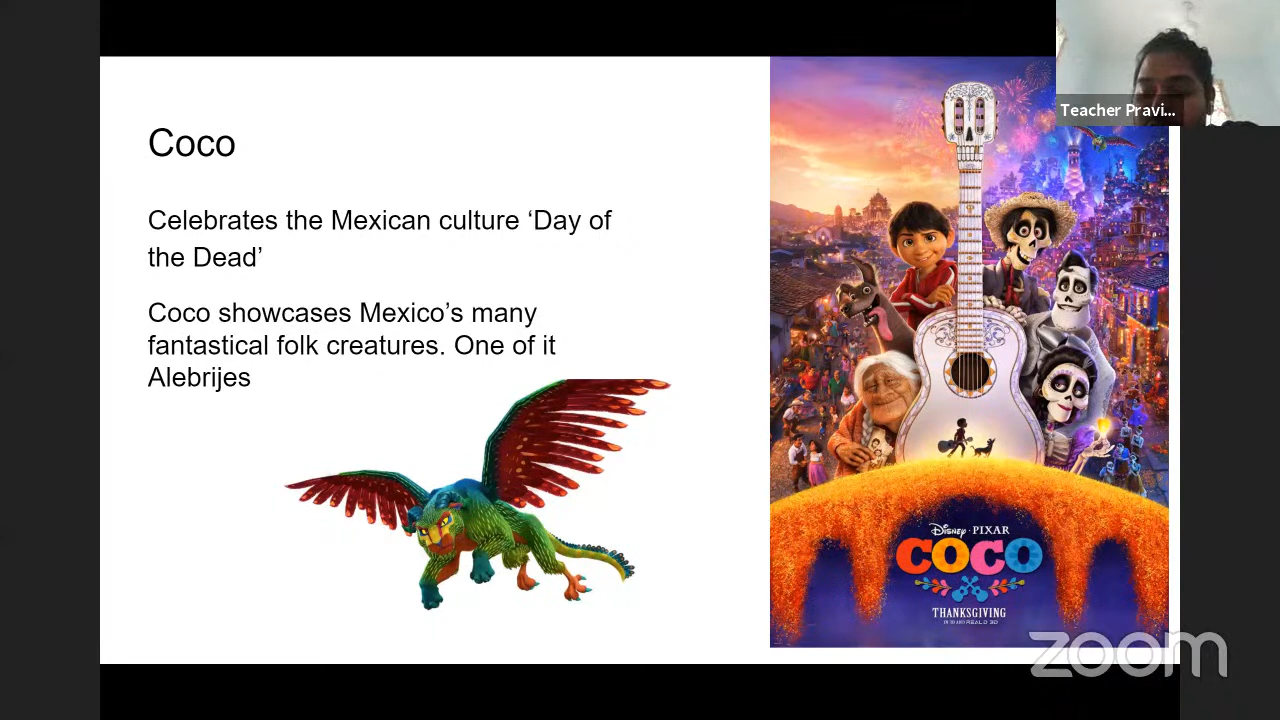 Teacher Pravi...
Coco
Celebrates the Mexican culture ‘Day of
the Dead’
Coco showcases Mexico’s many
fantastical folk creatures. One of it
Alebrijes
DISNEY · PIXAR
COCO
THANKSGIVING
IN 3D AND REAL D 3D
zoom